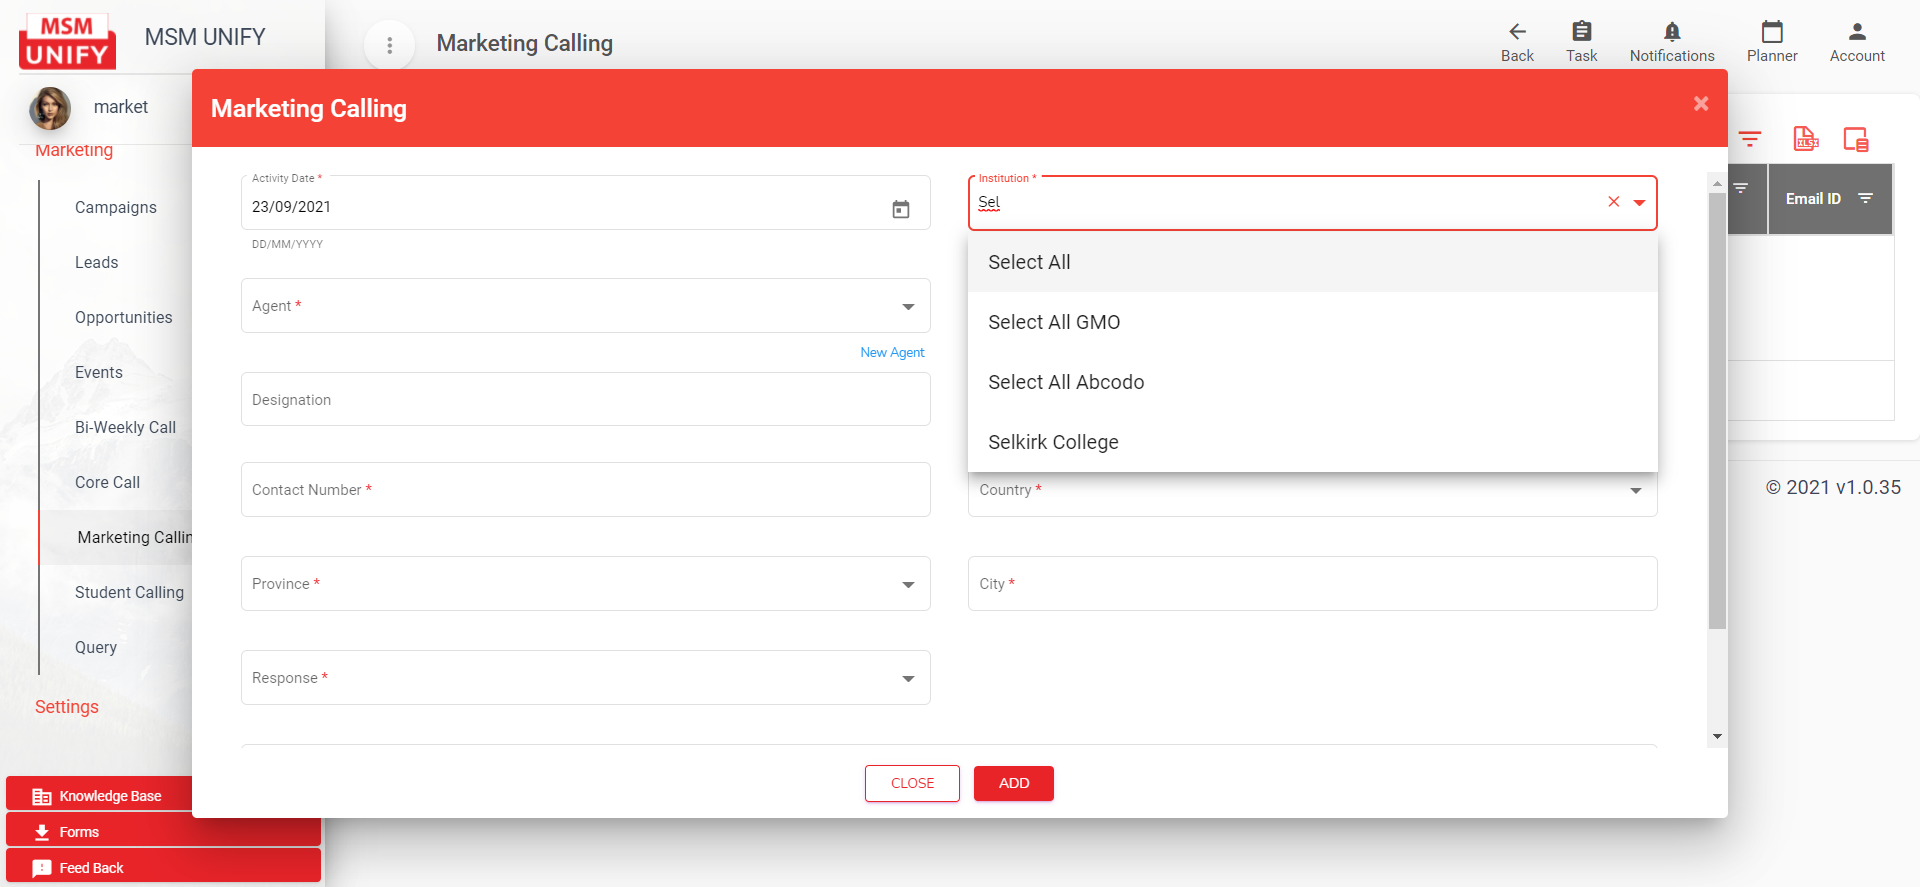 MSM
UNIFY
MSM UNIFY
Marketing Calling
Back
Task
Notifications
Planner
Account
market
Marketing
Campaigns
Leads
Opportunities
Events
Bi-Weekly Call
Core Call
Marketing Callin
Student Calling
Query
Settings
Knowledge Base
Forms
Feed Back
Marketing Calling
×
Activity Date *
23/09/2021
DD/MM/YYYY
Institution *
Sel
Select All
Select All GMO
Select All Abcodo
Selkirk College
Agent *
New Agent
Designation
Contact Number *
Country *
Province *
City *
Response *
CLOSE
ADD
XLSX
Email ID
© 2021 v1.0.35